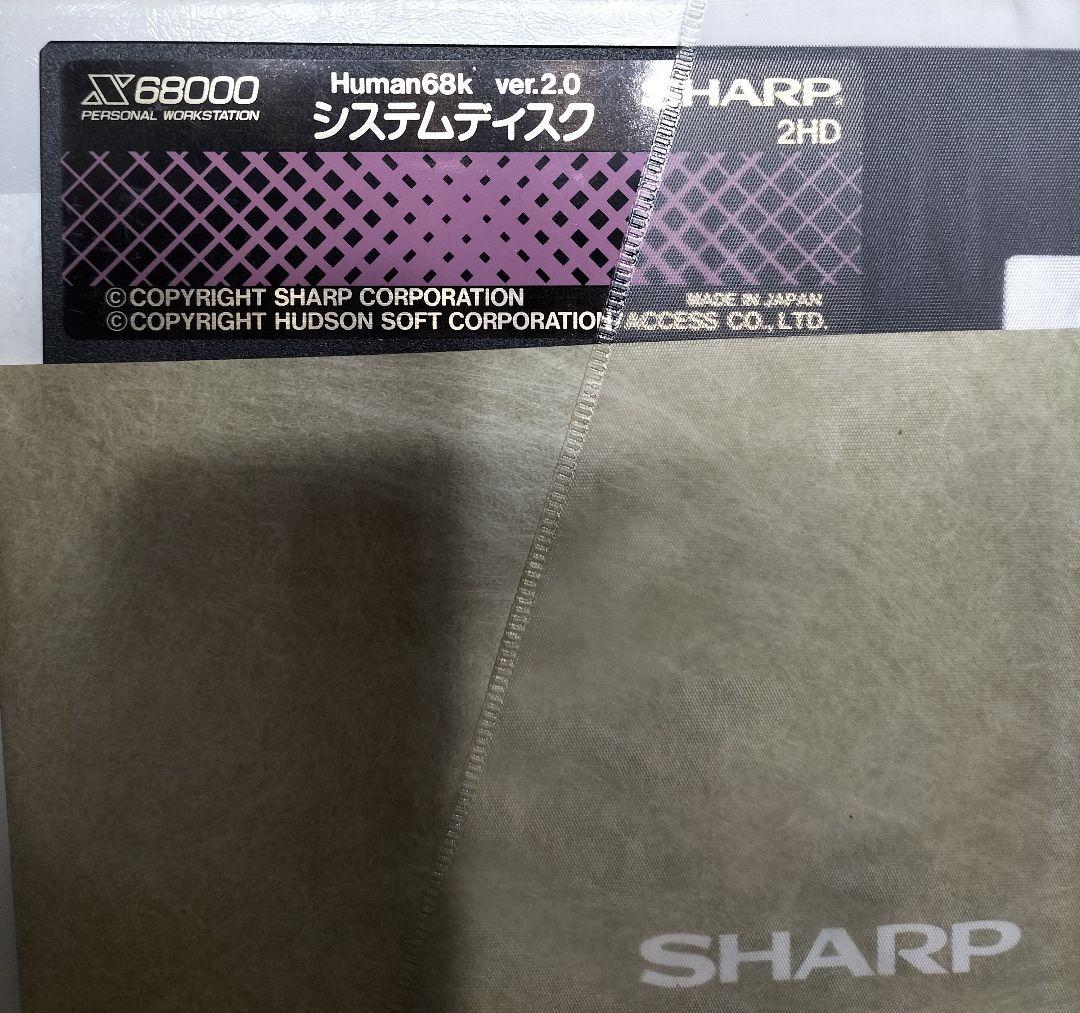 X68000
PERSONAL WORKSTATION
Human68k ver.2.0
システムディスク
SHARP
2HD
©COPYRIGHT SHARP CORPORATION
MADE IN JAPAN
©COPYRIGHT HUDSON SOFT CORPORATION/ACCESS CO., LTD.
SHARP